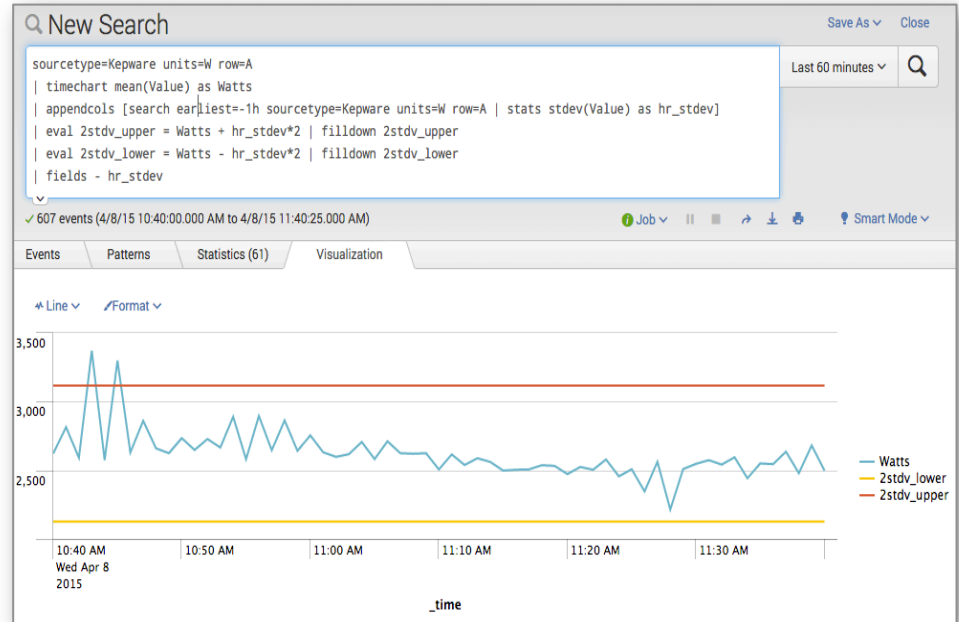 New Search
Save As
Close
sourcetype=Kepware units=W row=A
| timechart mean(Value) as Watts
| appendcols [search earliest=-1h sourcetype=Kepware units=W row=A | stats stdev(Value) as hr_stdev]
| eval 2stdv_upper = Watts + hr_stdev*2 | filldown 2stdv_upper
| eval 2stdv_lower = Watts - hr_stdev*2 | filldown 2stdv_lower
| fields - hr_stdev
Last 60 minutes
607 events (4/8/15 10:40:00.000 AM to 4/8/15 11:40:25.000 AM)
Job
Smart Mode
Events
Patterns
Statistics (61)
Visualization
Line
Format
3,500
3,000
2,500
Watts
2stdv_lower
2stdv_upper
10:40 AM
Wed Apr 8
2015
10:50 AM
11:00 AM
11:10 AM
11:20 AM
11:30 AM
_time